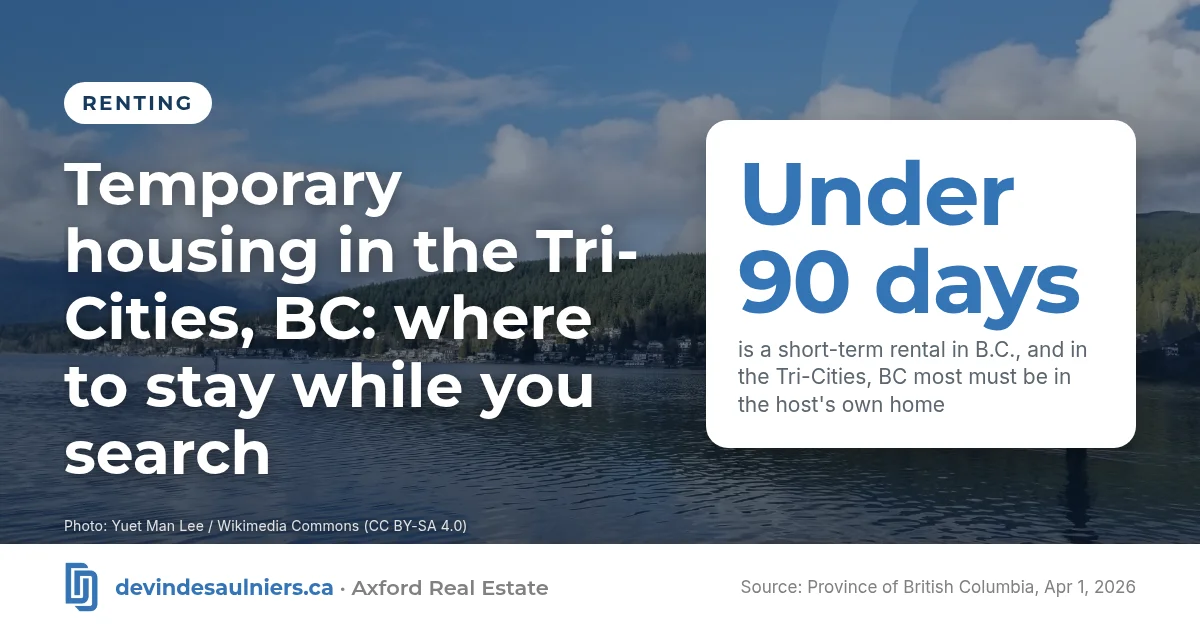 RENTING
Temporary
housing in the Tri-
Cities, BC: where
to stay while you
search
Under
90 days
is a short-term rental in B.C., and in
the Tri-Cities, BC most must be in
the host's own home
Photo: Yuet Man Lee / Wikimedia Commons (CC BY-SA 4.0)
devindesaulniers.ca · Axford Real Estate
Source: Province of British Columbia, Apr 1, 2026